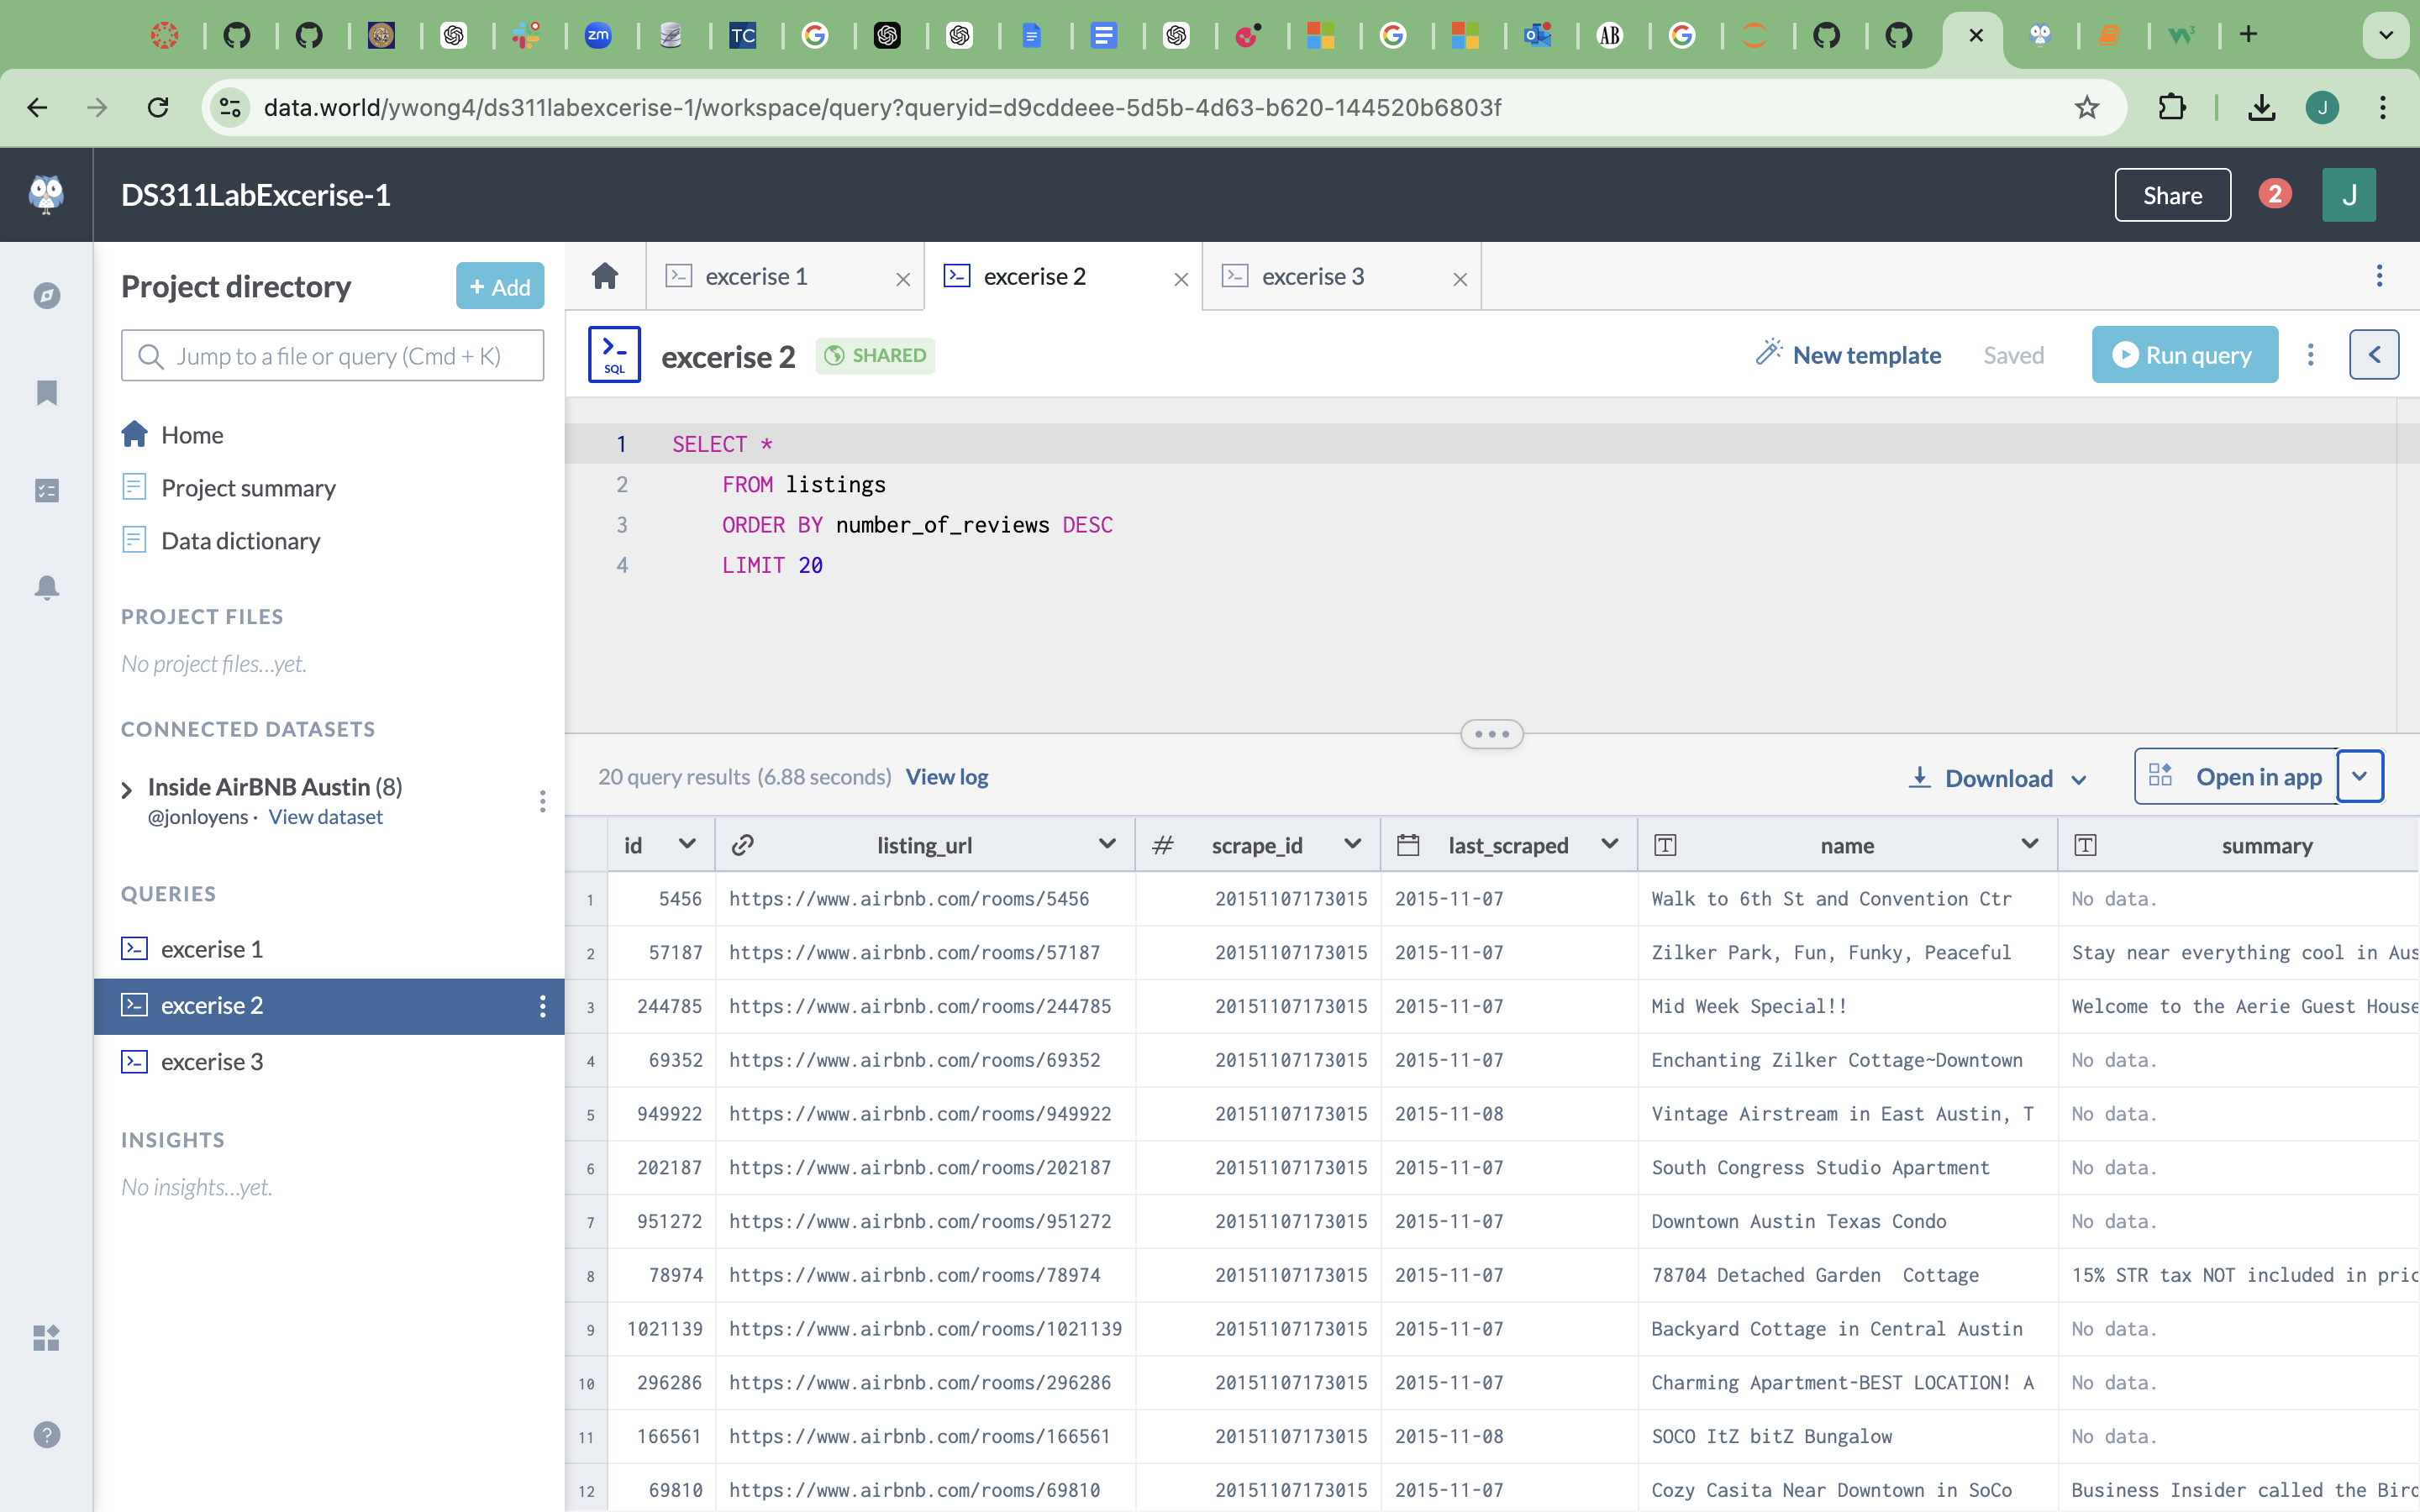 TC
zm
AB
data.world/ywong4/ds311labexcerise-1/workspace/query?queryid=d9cddeee-5d5b-4d63-b620-144520b6803f
J
DS311LabExcerise-1
Share
2
J
Project directory
+ Add
Jump to a file or query (Cmd + K)
Home
Project summary
Data dictionary
PROJECT FILES
No project files...yet.
CONNECTED DATASETS
Inside AirBNB Austin (8)
@jonloyens · View dataset
QUERIES
excerise 1
excerise 2
excerise 3
INSIGHTS
No insights...yet.
excerise 1
excerise 2
excerise 3
SQL
excerise 2
SHARED
New template
Saved
Run query
1 SELECT *
2 FROM listings
3 ORDER BY number_of_reviews DESC
4 LIMIT 20
20 query results (6.88 seconds) View log
Download
Open in app
id listing_url # scrape_id last_scraped T name T summary
1 5456 https://www.airbnb.com/rooms/5456 20151107173015 2015-11-07 Walk to 6th St and Convention Ctr No data.
2 57187 https://www.airbnb.com/rooms/57187 20151107173015 2015-11-07 Zilker Park, Fun, Funky, Peaceful Stay near everything cool in Aus
3 244785 https://www.airbnb.com/rooms/244785 20151107173015 2015-11-07 Mid Week Special!! Welcome to the Aerie Guest House
4 69352 https://www.airbnb.com/rooms/69352 20151107173015 2015-11-07 Enchanting Zilker Cottage~Downtown No data.
5 949922 https://www.airbnb.com/rooms/949922 20151107173015 2015-11-08 Vintage Airstream in East Austin, T No data.
6 202187 https://www.airbnb.com/rooms/202187 20151107173015 2015-11-07 South Congress Studio Apartment No data.
7 951272 https://www.airbnb.com/rooms/951272 20151107173015 2015-11-07 Downtown Austin Texas Condo No data.
8 78974 https://www.airbnb.com/rooms/78974 20151107173015 2015-11-07 78704 Detached Garden  Cottage 15% STR tax NOT included in pric
9 1021139 https://www.airbnb.com/rooms/1021139 20151107173015 2015-11-07 Backyard Cottage in Central Austin No data.
10 296286 https://www.airbnb.com/rooms/296286 20151107173015 2015-11-07 Charming Apartment-BEST LOCATION! A No data.
11 166561 https://www.airbnb.com/rooms/166561 20151107173015 2015-11-08 SOCO ItZ bitZ Bungalow No data.
12 69810 https://www.airbnb.com/rooms/69810 20151107173015 2015-11-07 Cozy Casita Near Downtown in SoCo Business Insider called the Bird